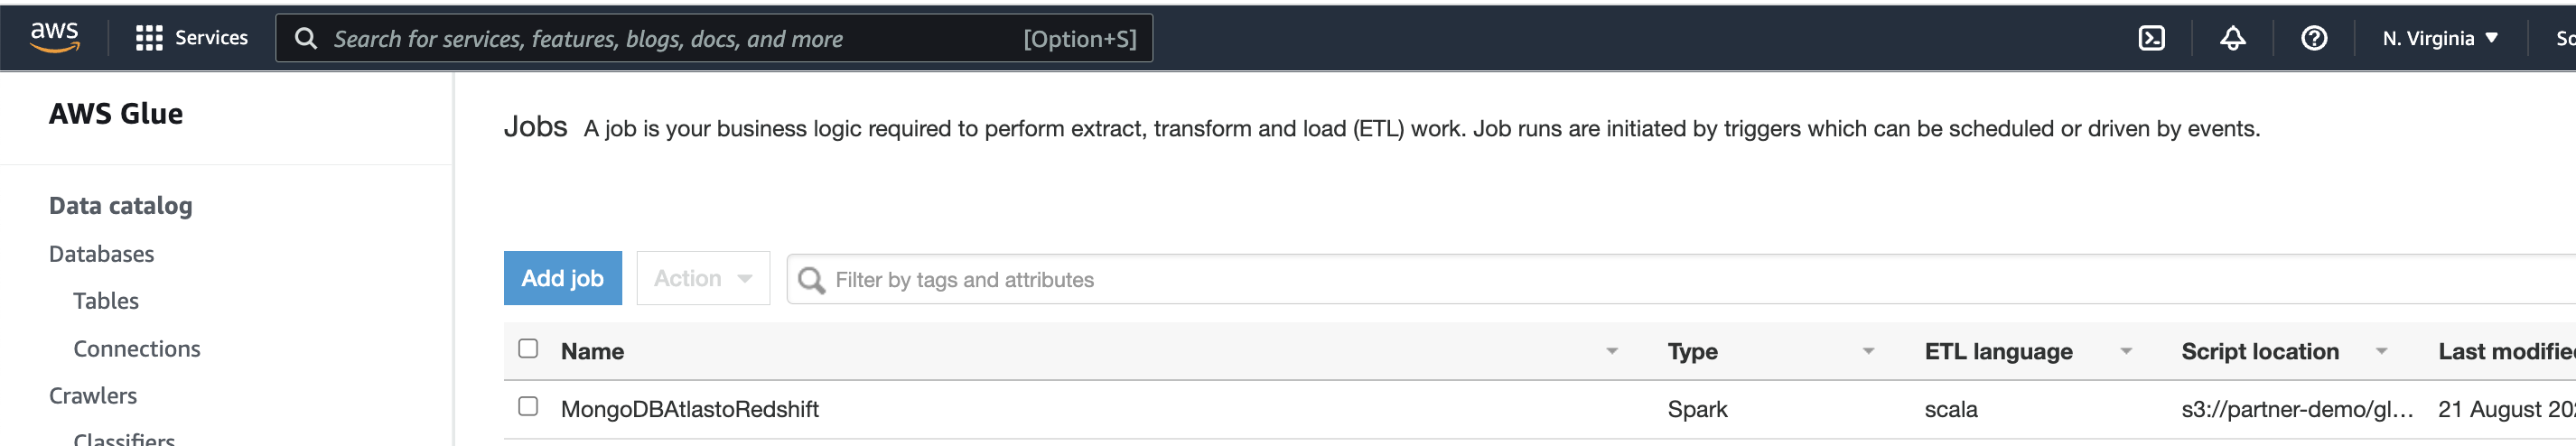 aws Services Search for services, features, blogs, docs, and more [Option+S] N. Virginia
AWS Glue
Data catalog
Databases
Tables
Connections
Crawlers
Classifiers
Jobs A job is your business logic required to perform extract, transform and load (ETL) work. Job runs are initiated by triggers which can be scheduled or driven by events.
Add job Action Filter by tags and attributes
Name Type ETL language Script location Last modified
MongoDBAtlastoRedshift Spark scala s3://partner-demo/gl... 21 August